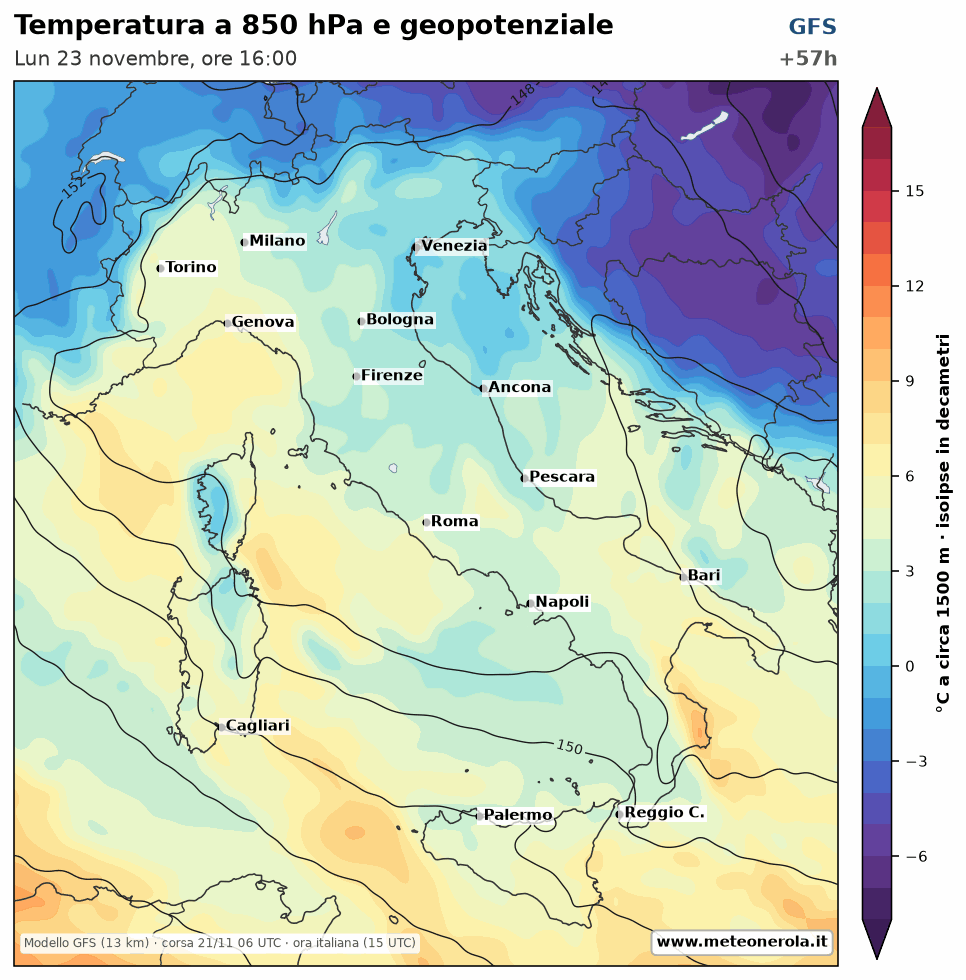 Temperatura a 850 hPa e geopotenziale
GFS
Lun 23 novembre, ore 16:00
+57h
148
152
Milano
Venezia
Torino
Genova
Bologna
Firenze
Ancona
Pescara
Roma
Bari
Napoli
Cagliari
150
Palermo
Reggio C.
15
12
9
6
3
0
−3
−6
°C a circa 1500 m · isoipse in decametri
Modello GFS (13 km) · corsa 21/11 06 UTC · ora italiana (15 UTC)
www.meteonerola.it